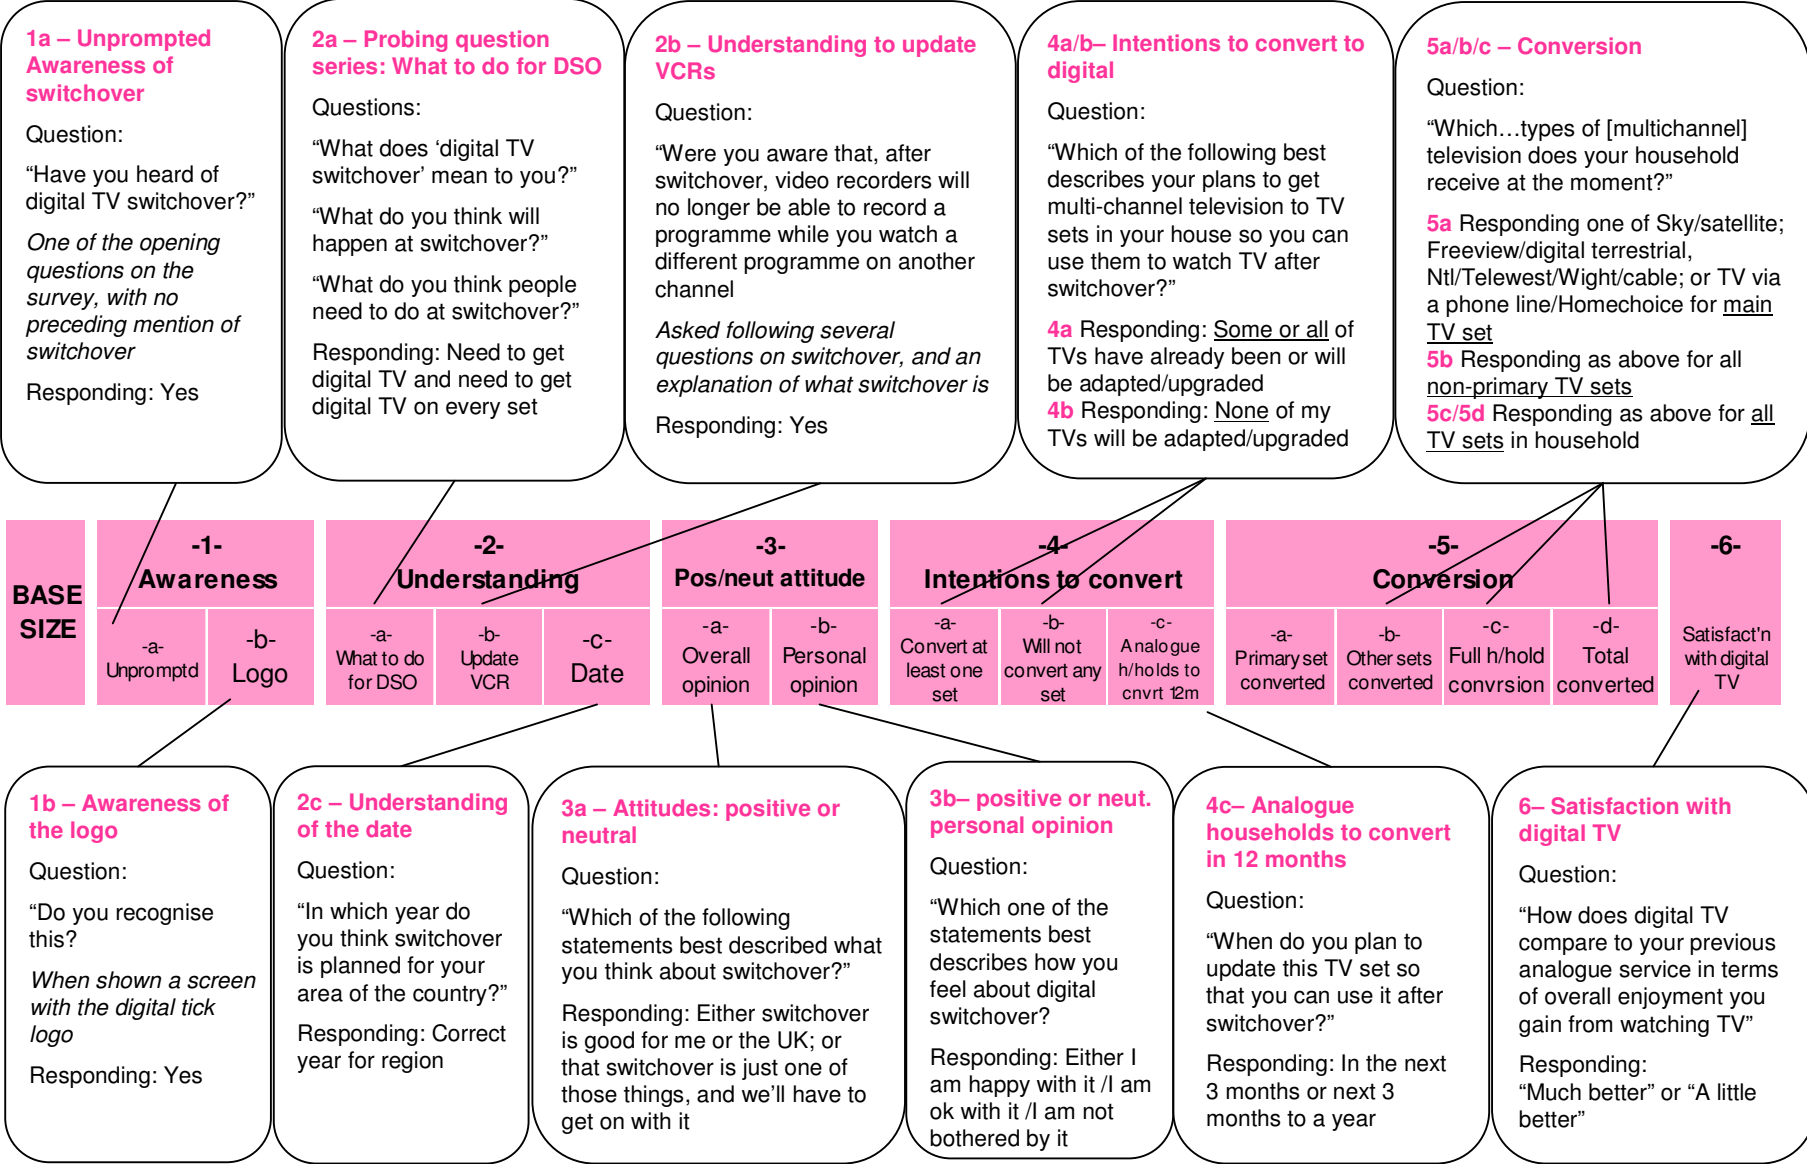 1a – Unprompted
Awareness of
switchover
Question:
“Have you heard of
digital TV switchover?”
One of the opening
questions on the
survey, with no
preceding mention of
switchover
Responding: Yes
2a – Probing question
series: What to do for DSO
Questions:
“What does ‘digital TV
switchover’ mean to you?”
“What do you think will
happen at switchover?”
“What do you think people
need to do at switchover?”
Responding: Need to get
digital TV and need to get
digital TV on every set
2b – Understanding to update
VCRs
Question:
“Were you aware that, after
switchover, video recorders will
no longer be able to record a
programme while you watch a
different programme on another
channel
Asked following several
questions on switchover, and an
explanation of what switchover is
Responding: Yes
4a/b– Intentions to convert to
digital
Question:
“Which of the following best
describes your plans to get
multi-channel television to TV
sets in your house so you can
use them to watch TV after
switchover?”
4a Responding: Some or all of
TVs have already been or will
be adapted/upgraded
4b Responding: None of my
TVs will be adapted/upgraded
5a/b/c – Conversion
Question:
“Which…types of [multichannel]
television does your household
receive at the moment?”
5a Responding one of Sky/satellite;
Freeview/digital terrestrial,
Ntl/Telewest/Wight/cable; or TV via
a phone line/Homechoice for main
TV set
5b Responding as above for all
non-primary TV sets
5c/5d Responding as above for all
TV sets in household
BASE
SIZE
-1-
Awareness
-a-
Unpromptd
-b-
Logo
-2-
Understanding
-a-
What to do
for DSO
-b-
Update
VCR
-c-
Date
-3-
Pos/neut attitude
-a-
Overall
opinion
-b-
Personal
opinion
-4-
Intentions to convert
-a-
Convert at
least one
set
-b-
Will not
convert any
set
-c-
Analogue
h/holds to
cnvrt 12m
-5-
Conversion
-a-
Primary set
converted
-b-
Other sets
converted
-c-
Full h/hold
convrsion
-d-
Total
converted
-6-
Satisfact'n
with digital
TV
1b – Awareness of
the logo
Question:
“Do you recognise
this?
When shown a screen
with the digital tick
logo
Responding: Yes
2c – Understanding
of the date
Question:
“In which year do
you think switchover
is planned for your
area of the country?”
Responding: Correct
year for region
3a – Attitudes: positive or
neutral
Question:
“Which of the following
statements best described what
you think about switchover?”
Responding: Either switchover
is good for me or the UK; or
that switchover is just one of
those things, and we’ll have to
get on with it
3b– positive or neut.
personal opinion
Question:
“Which one of the
statements best
describes how you
feel about digital
switchover?
Responding: Either I
am happy with it /I am
ok with it /I am not
bothered by it
4c– Analogue
households to convert
in 12 months
Question:
“When do you plan to
update this TV set so
that you can use it after
switchover?”
Responding: In the next
3 months or next 3
months to a year
6– Satisfaction with
digital TV
Question:
“How does digital TV
compare to your previous
analogue service in terms
of overall enjoyment you
gain from watching TV”
Responding:
“Much better” or “A little
better”